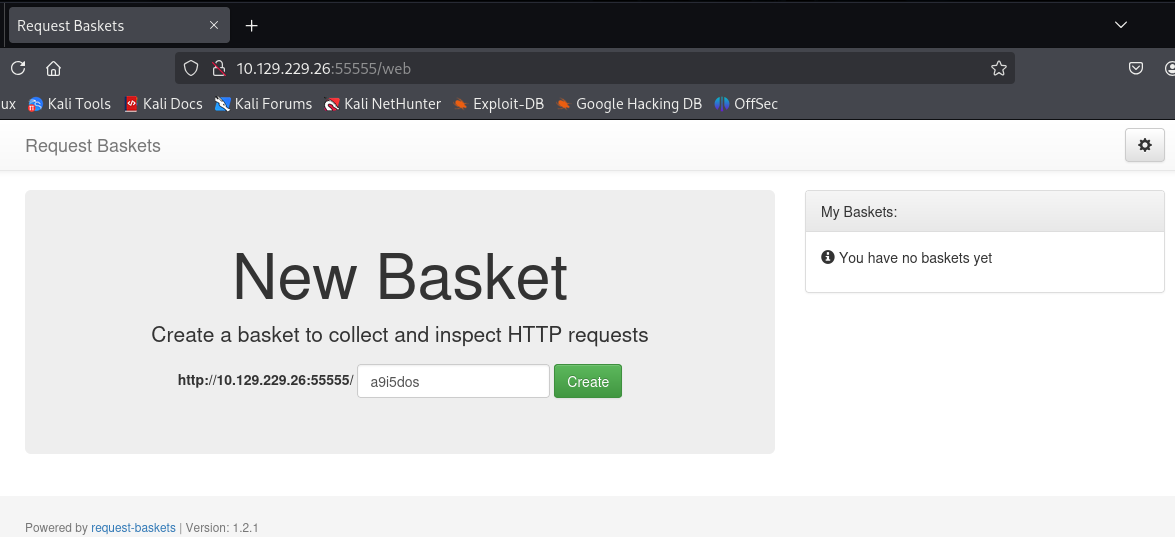 Request Baskets
10.129.229.26:55555/web
ux Kali Tools Kali Docs Kali Forums Kali NetHunter Exploit-DB Google Hacking DB OffSec
Request Baskets
New Basket
Create a basket to collect and inspect HTTP requests
http://10.129.229.26:55555/ a9i5dos Create
My Baskets:
You have no baskets yet
Powered by request-baskets | Version: 1.2.1